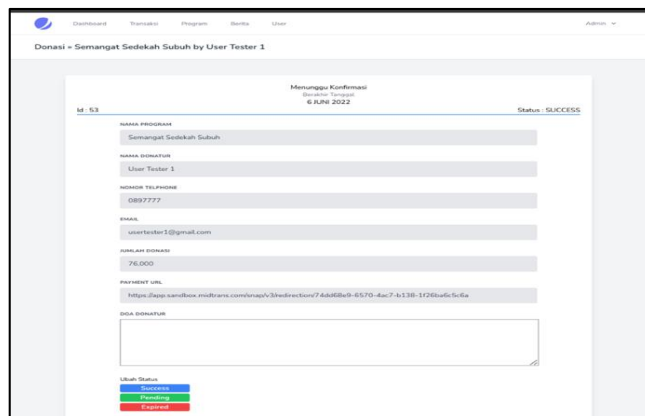 Dashboard Transaksi Program Berita User Admin
Donasi » Semangat Sedekah Subuh by User Tester 1
Menunggu Konfirmasi
Berakhir Tanggal
6 JUNI 2022
Id : 53 Status : SUCCESS
NAMA PROGRAM
Semangat Sedekah Subuh
NAMA DONATUR
User Tester 1
NOMOR TELPHONE
0897777
EMAIL
usertester1@gmail.com
JUMLAH DONASI
76,000
PAYMENT URL
https://app.sandbox.midtrans.com/snap/v3/redirection/74dd68e9-6570-4ac7-b138-1f26ba6c5c6a
DOA DONATUR
Ubah Status
Success
Pending
Expired